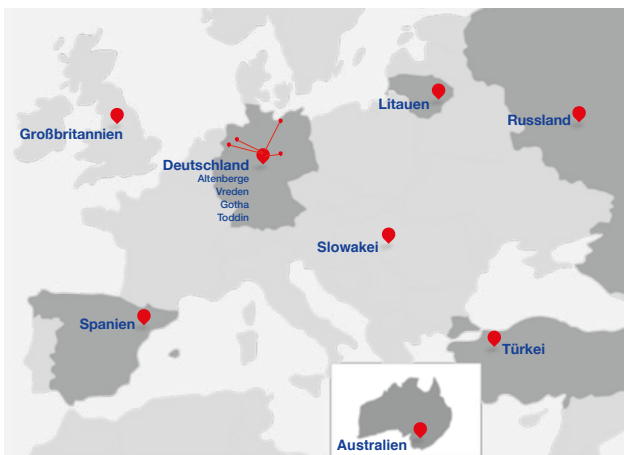 Litauen
Großbritannien
Russland
Deutschland
Altenberge
Vreden
Gotha
Toddin
Slowakei
Spanien
Türkei
Australien